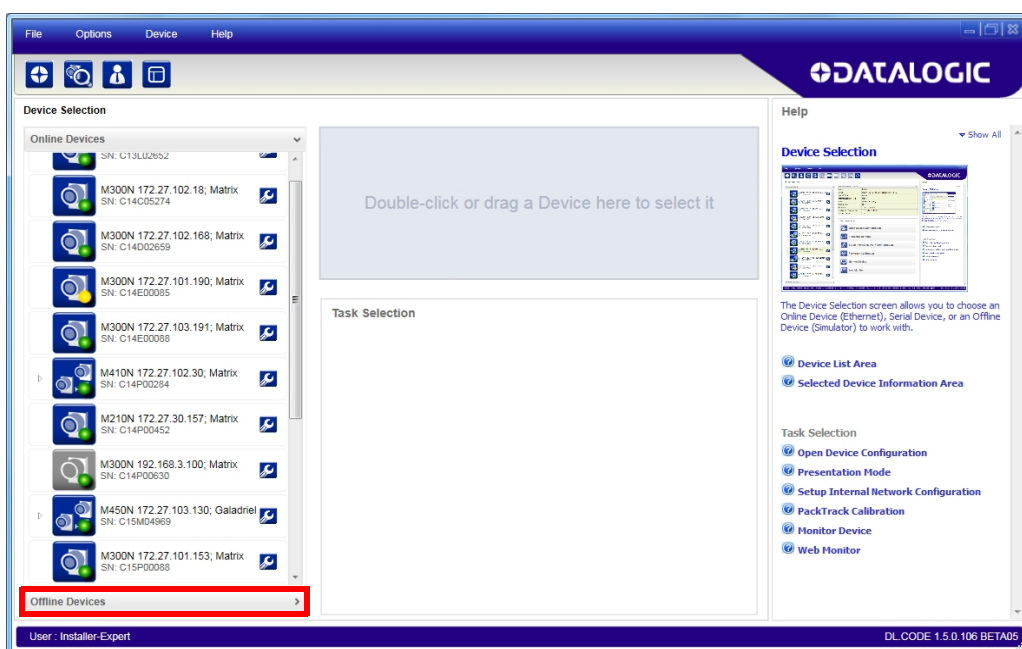 File Options Device Help
DATALOGIC
Device Selection
Online Devices
SN: C13L02652
M300N 172.27.102.18; Matrix
SN: C14C05274
M300N 172.27.102.168; Matrix
SN: C14D02659
M300N 172.27.101.190; Matrix
SN: C14E00085
M300N 172.27.103.191; Matrix
SN: C14E00088
M410N 172.27.102.30; Matrix
SN: C14P00284
M210N 172.27.30.157; Matrix
SN: C14P00452
M300N 192.168.3.100; Matrix
SN: C14P00630
M450N 172.27.103.130; Galadriel
SN: C15M04969
M300N 172.27.101.153; Matrix
SN: C15P00088
Offline Devices
Double-click or drag a Device here to select it
Task Selection
Help
Show All
Device Selection
DATALOGIC
The Device Selection screen allows you to choose an
Online Device (Ethernet), Serial Device, or an Offline
Device (Simulator) to work with.
Device List Area
Selected Device Information Area
Task Selection
Open Device Configuration
Presentation Mode
Setup Internal Network Configuration
PackTrack Calibration
Monitor Device
Web Monitor
User : Installer-Expert
DL.CODE 1.5.0.106 BETA05